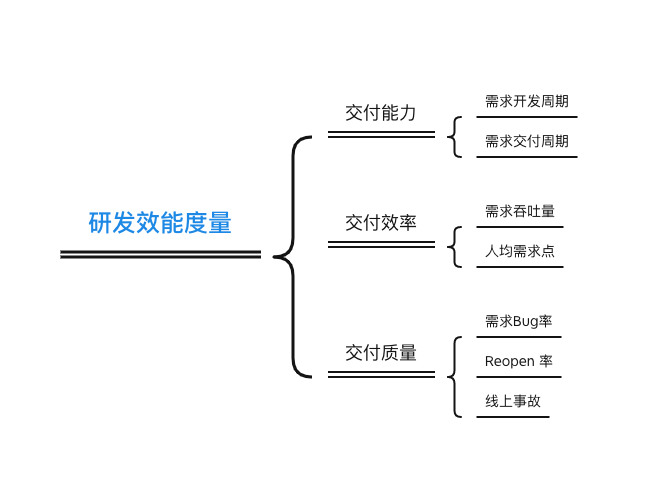 研发效能度量
交付能力
需求开发周期
需求交付周期
交付效率
需求吞吐量
人均需求点
交付质量
需求Bug率
Reopen 率
线上事故